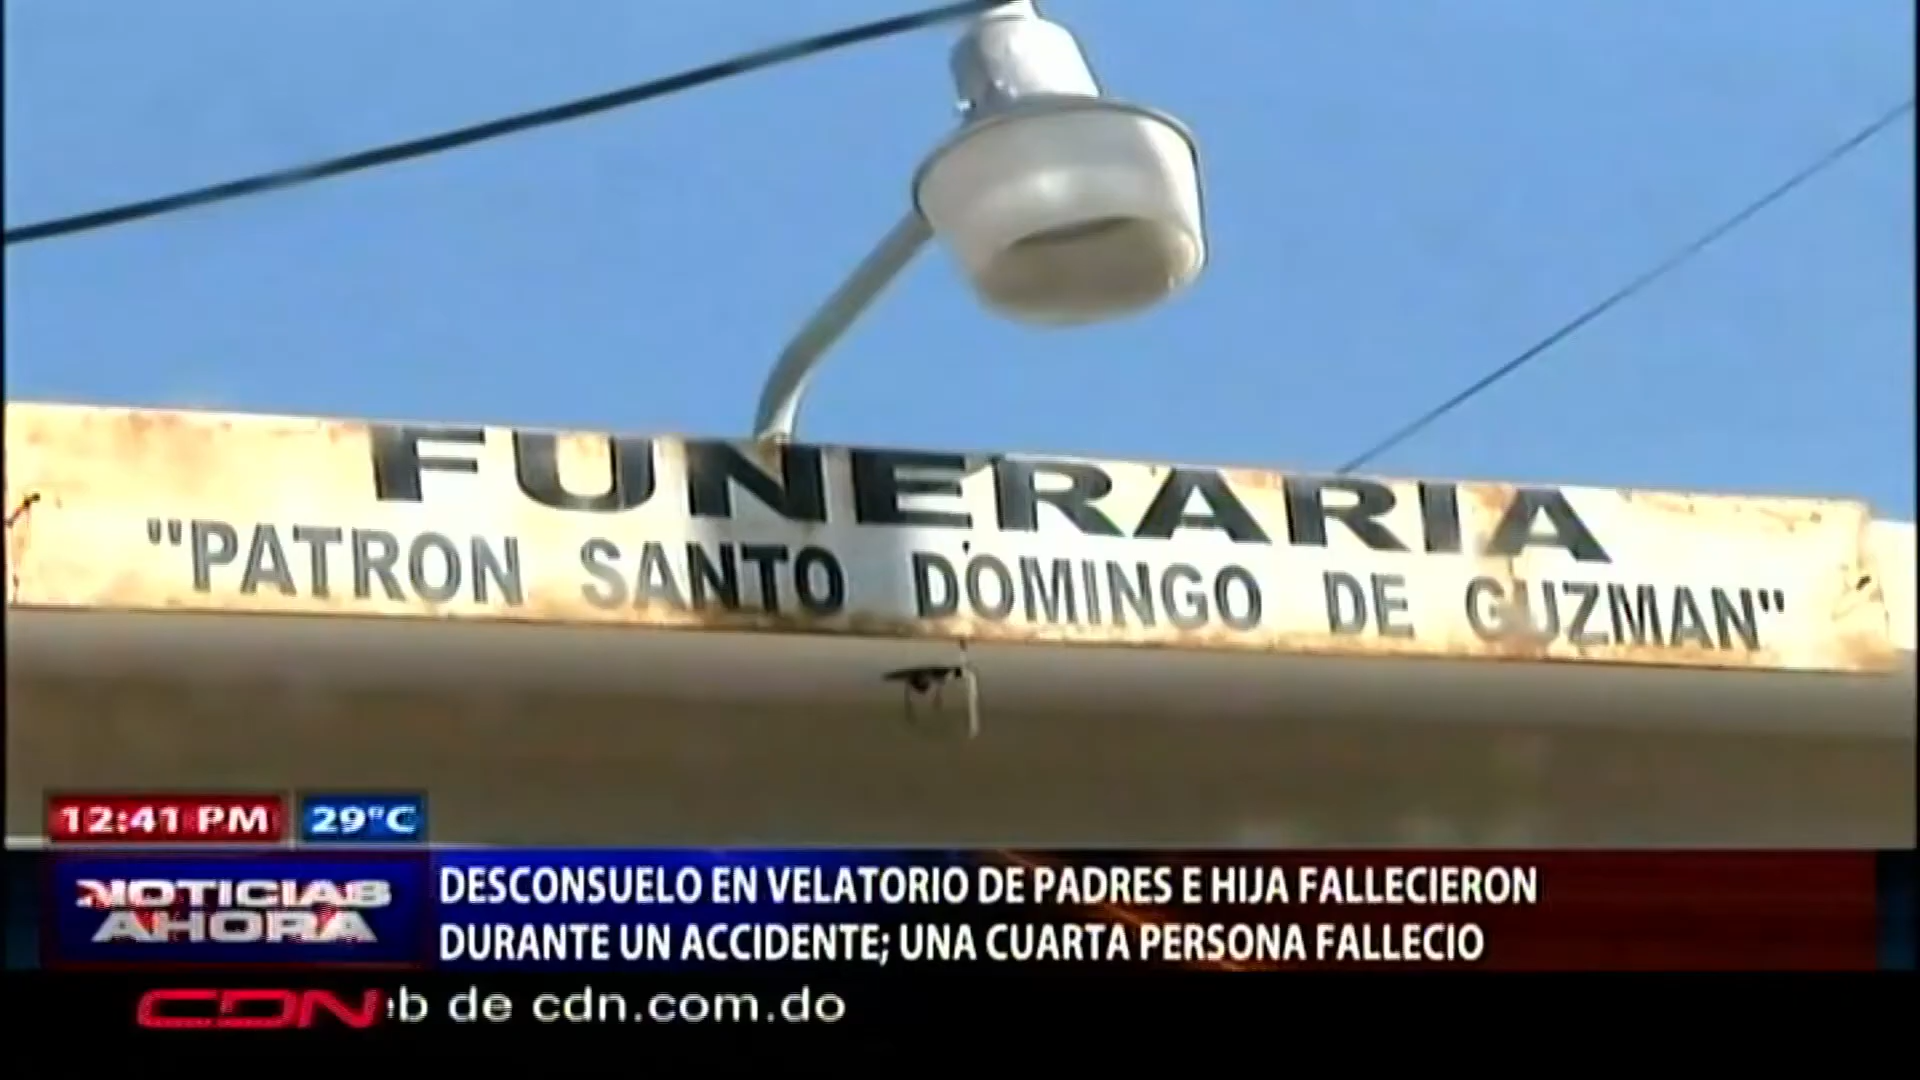 FUNERARIA
"PATRON SANTO DOMINGO DE GUZMAN"
12:41 PM 29°C
NOTICIAS
AHORA
DESCONSUELO EN VELATORIO DE PADRES E HIJA FALLECIERON
DURANTE UN ACCIDENTE; UNA CUARTA PERSONA FALLECIO
CDN
b de cdn.com.do